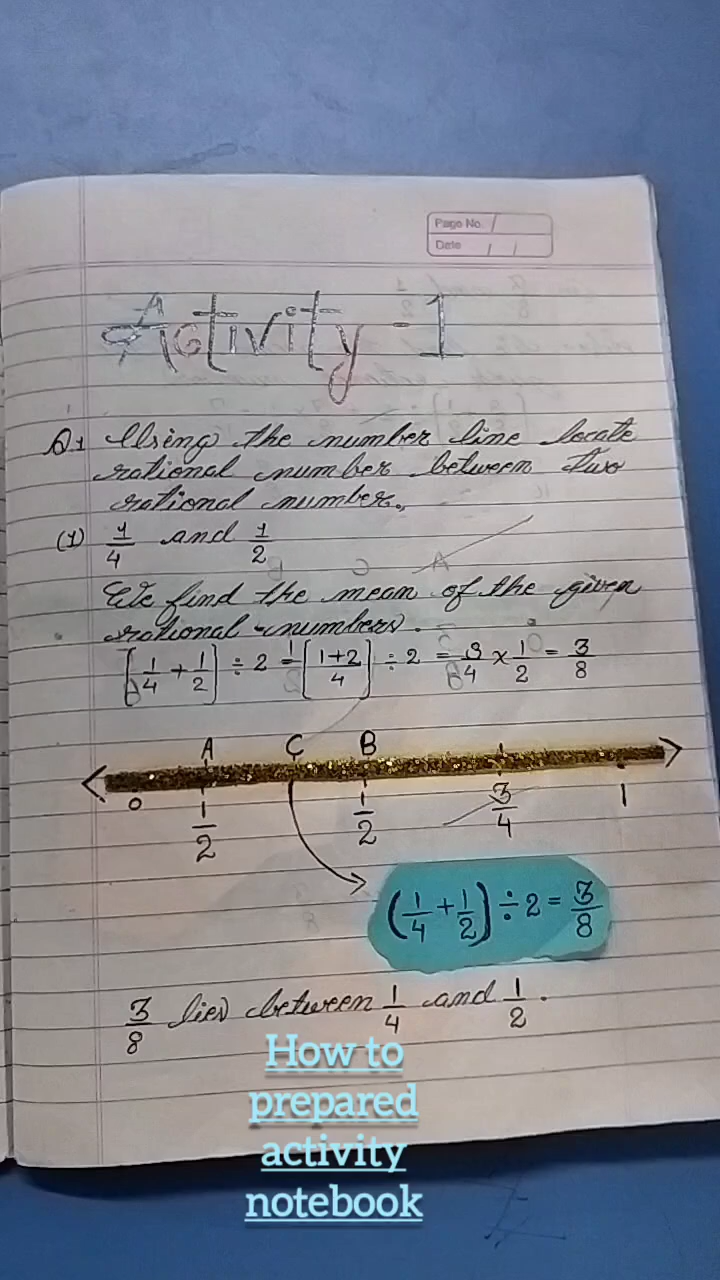 Page No.
Date
Activity -1
Q.1 Using the number line locate
rational number between two
rational number.
(1) 1/4 and 1/2
We find the mean of the given
rational numbers.
[1/4 + 1/2] ÷ 2 = [1+2/4] ÷ 2 = 3/4 × 1/2 = 3/8
A C B
0 1/2 1/2 3/4 1
(1/4 + 1/2) ÷ 2 = 3/8
3/8 lies between 1/4 and 1/2.
How to
prepared
activity
notebook